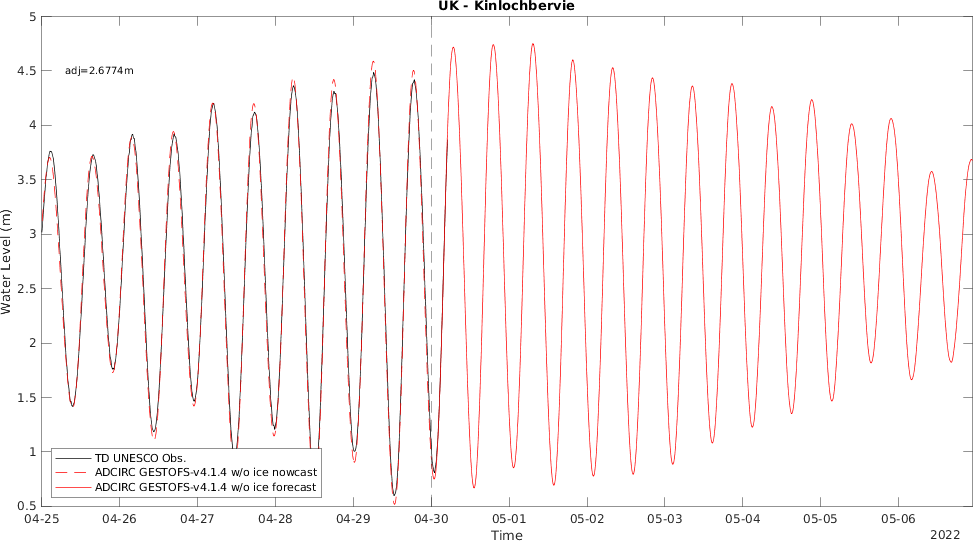 UK - Kinlochbervie
5
4.5
4
3.5
3
2.5
2
1.5
1
0.5
Water Level (m)
adj=2.6774m
TD UNESCO Obs.
ADCIRC GESTOFS-v4.1.4 w/o ice nowcast
ADCIRC GESTOFS-v4.1.4 w/o ice forecast
04-25 04-26 04-27 04-28 04-29 04-30 05-01 05-02 05-03 05-04 05-05 05-06
Time
2022